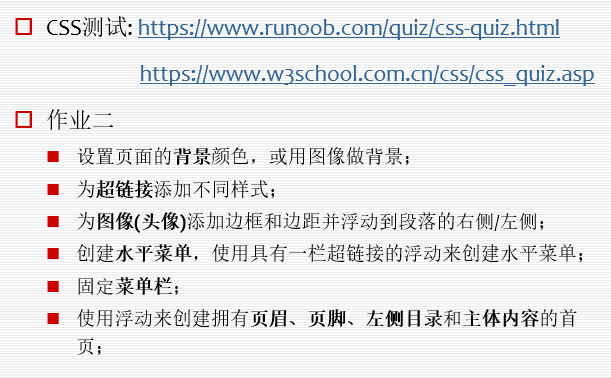 CSS测试: https://www.runoob.com/quiz/css-quiz.html
https://www.w3school.com.cn/css/css_quiz.asp
作业二
设置页面的背景颜色，或用图像做背景；
为超链接添加不同样式；
为图像(头像)添加边框和边距并浮动到段落的右侧/左侧；
创建水平菜单，使用具有一栏超链接的浮动来创建水平菜单；
固定菜单栏；
使用浮动来创建拥有页眉、页脚、左侧目录和主体内容的首
页；